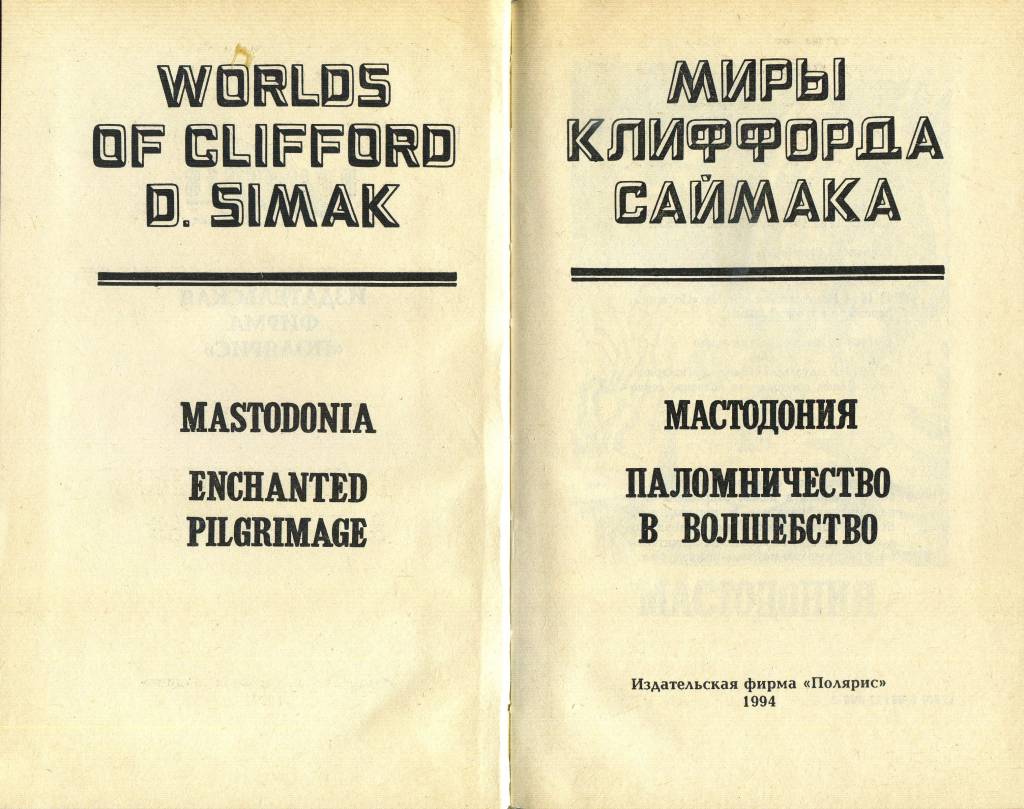 WORLDS
OF CLIFFORD
D. SIMAK
MASTODONIA
ENCHANTED
PILGRIMAGE
МИРЫ
КЛИФФОРДА
САЙМАКА
МАСТОДОНИЯ
ПАЛОМНИЧЕСТВО
В ВОЛШЕБСТВО
Издательская фирма «Полярис»
1994